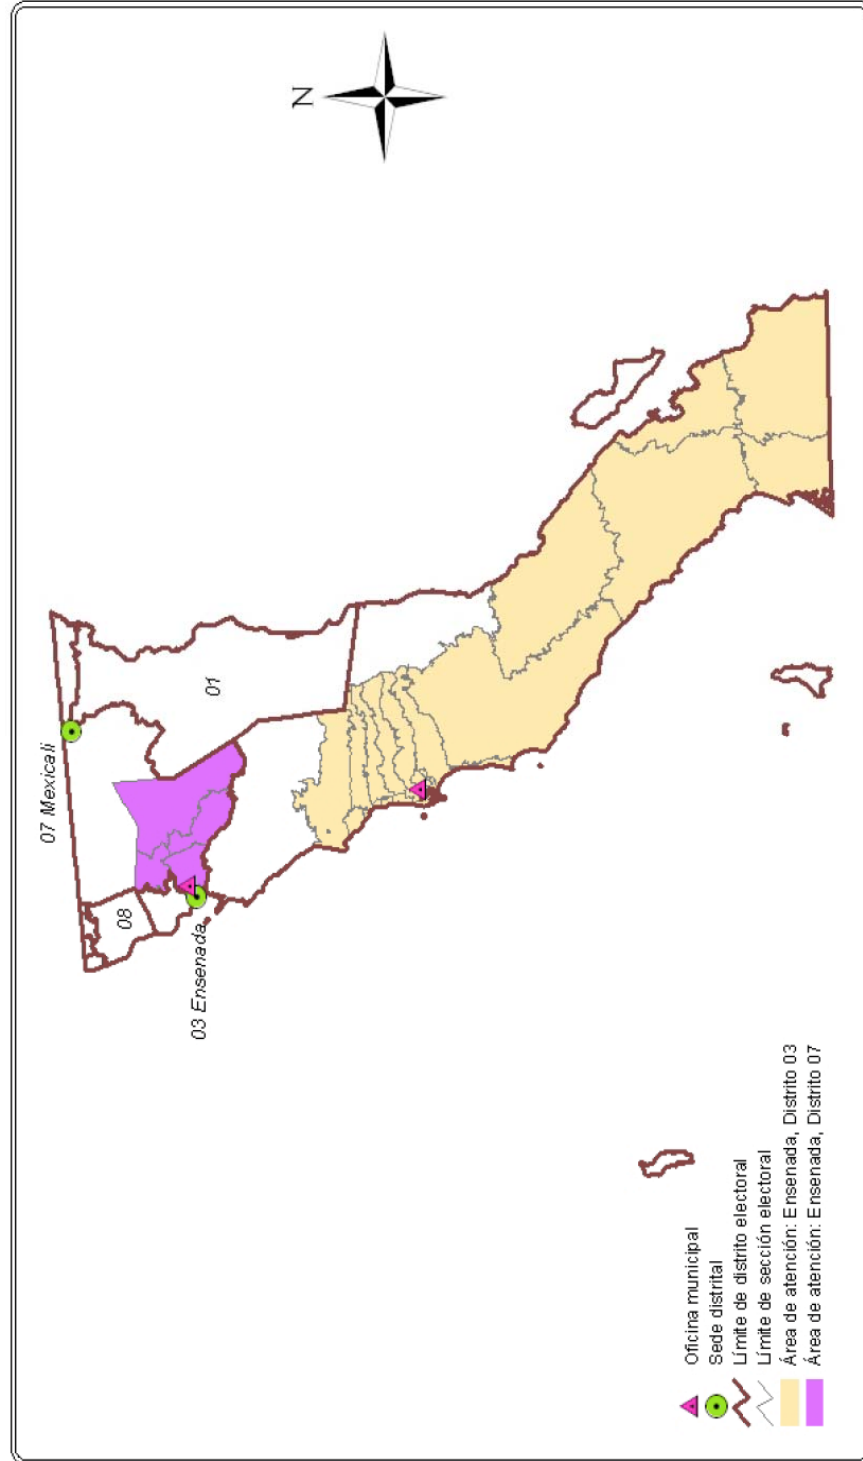 N
07 Mexicali
01
08
03 Ensenada
Oficina municipal
Sede distrital
Límite de distrito electoral
Límite de sección electoral
Área de atención: Ensenada, Distrito 03
Área de atención: Ensenada, Distrito 07